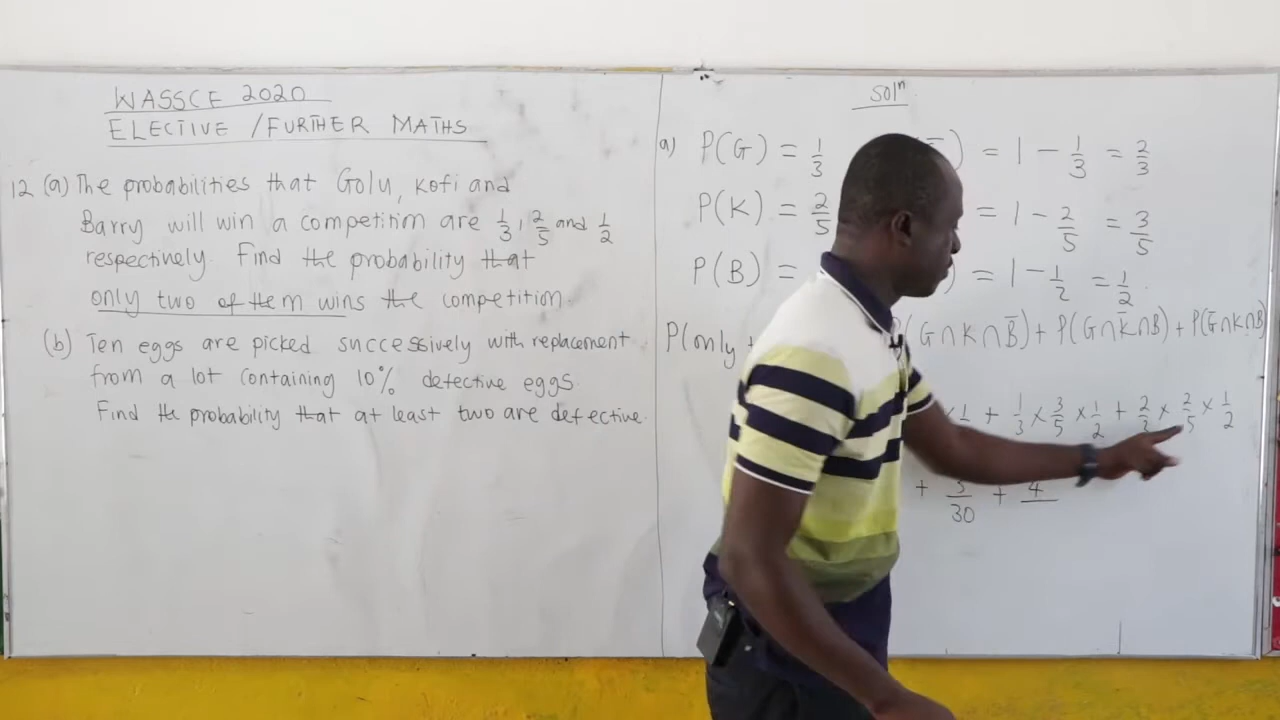 WASSCE 2020
ELECTIVE / FURTHER MATHS
12 (a) The probabilities that Golu, Kofi and
Barry will win a competition are 1/3, 2/5 and 1/2
respectively. Find the probability that
only two of them wins the competition.
(b) Ten eggs are picked successively with replacement
from a lot containing 10% defective eggs.
Find the probability that at least two are defective.
Solⁿ
a) P(G) = 1/3 ) = 1 - 1/3 = 2/3
P(K) = 2/5 = 1 - 2/5 = 3/5
P(B) = ) = 1 - 1/2 = 1/2
P(only (G∩K∩B̅) + P(G∩K̅∩B) + P(G̅∩K∩B)
× 1/2 + 1/3 × 3/5 × 1/2 + 2/3 × 2/5 × 1/2
+ 3/30 + 4/